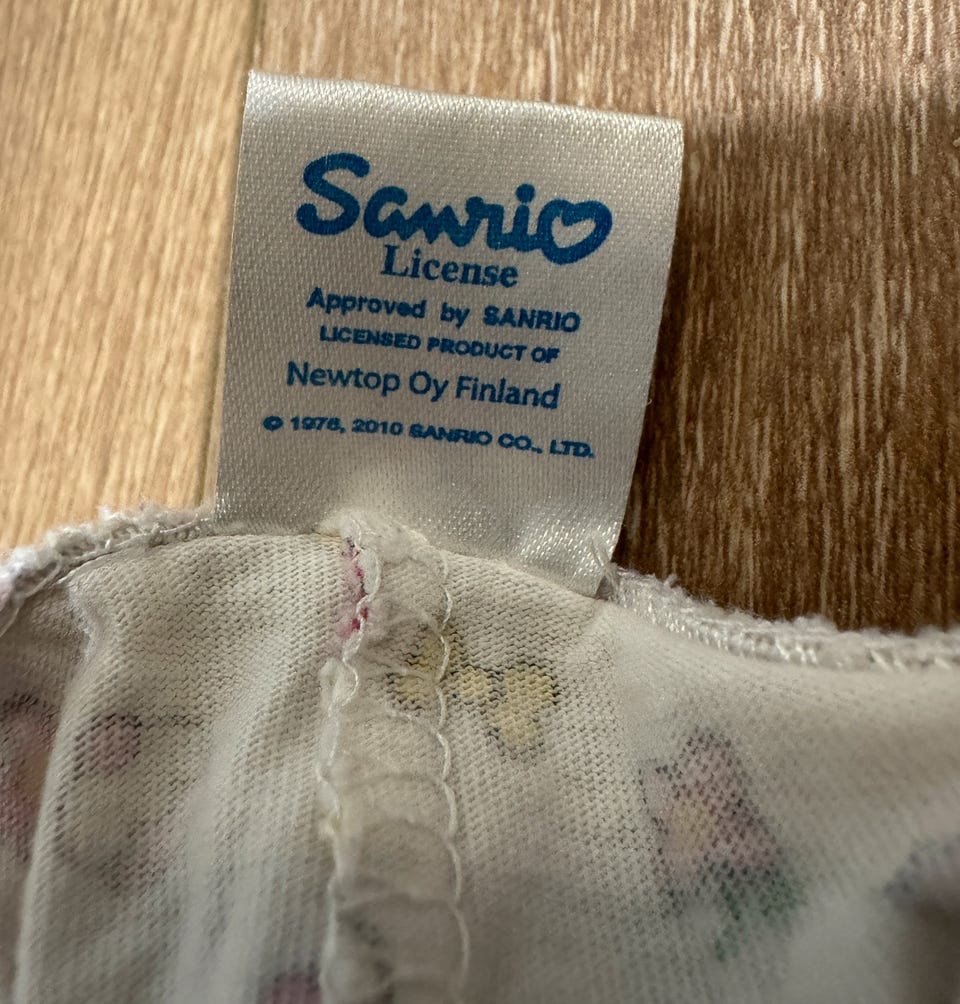 Sanrio
License
Approved by SANRIO
LICENSED PRODUCT OF
Newtop Oy Finland
© 1976, 2010 SANRIO CO., LTD.